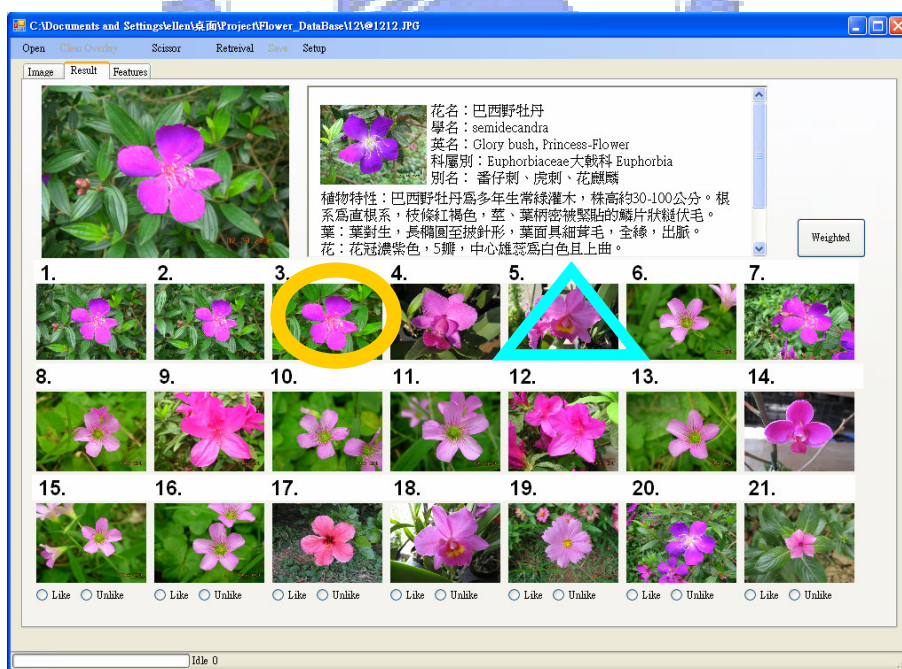 C:\Documents and Settings\ellen\桌面\Project\Flower_DataBase\12\@1212.JPG
Open Clear Overlay Scissor Retreival Save Setup
Image Result Features
花名：巴西野牡丹
學名：semidecandra
英名：Glory bush, Princess-Flower
科屬別：Euphorbiaceae大戟科 Euphorbia
別名： 番仔刺、虎刺、花麒麟
植物特性：巴西野牡丹為多年生常綠灌木，株高約30-100公分。根
系為直根系，枝條紅褐色，莖、葉柄密被緊貼的鱗片狀糙伏毛。
葉：葉對生，長橢圓至披針形，葉面具細茸毛，全緣，出脈。
花：花冠濃紫色，5瓣，中心雄蕊為白色且上曲。
Weighted
1. 2. 3. 4. 5. 6. 7.
8. 9. 10. 11. 12. 13. 14.
15. 16. 17. 18. 19. 20. 21.
Like Unlike Like Unlike Like Unlike Like Unlike Like Unlike Like Unlike Like Unlike
Idle 0